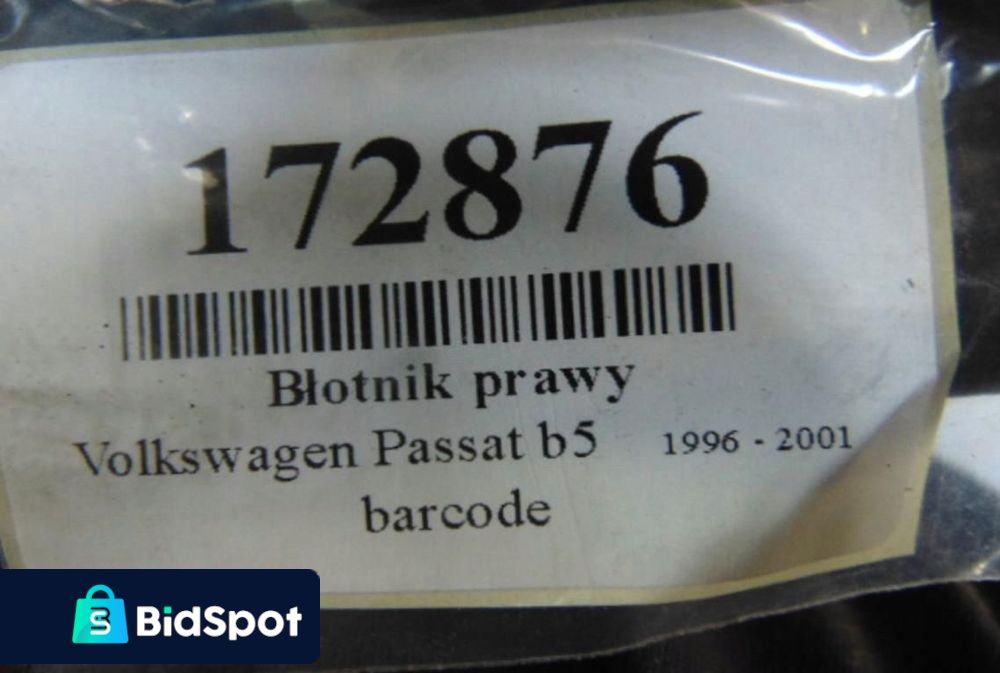 172876
Błotnik prawy
Volkswagen Passat b5 1996 - 2001
barcode
BidSpot